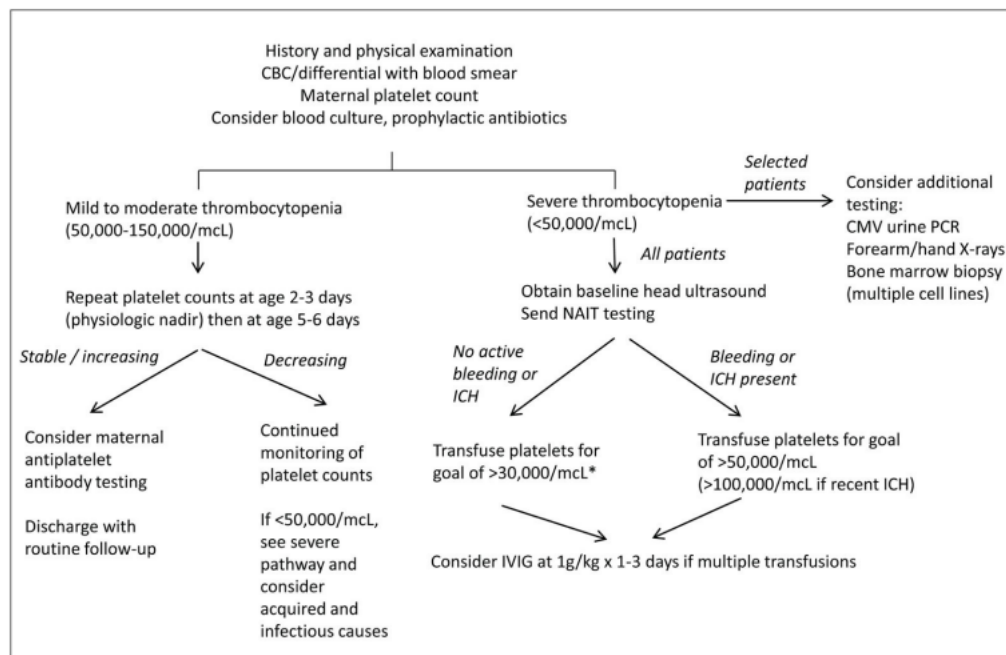 History and physical examination
CBC/differential with blood smear
Maternal platelet count
Consider blood culture, prophylactic antibiotics
Mild to moderate thrombocytopenia
(50,000-150,000/mcL)
Repeat platelet counts at age 2-3 days
(physiologic nadir) then at age 5-6 days
Stable / increasing
Decreasing
Consider maternal
antiplatelet
antibody testing
Discharge with
routine follow-up
Continued
monitoring of
platelet counts
If <50,000/mcL,
see severe
pathway and
consider
acquired and
infectious causes
Severe thrombocytopenia
(<50,000/mcL)
Selected
patients
Consider additional
testing:
CMV urine PCR
Forearm/hand X-rays
Bone marrow biopsy
(multiple cell lines)
All patients
Obtain baseline head ultrasound
Send NAIT testing
No active
bleeding or
ICH
Bleeding or
ICH present
Transfuse platelets for
goal of >30,000/mcL*
Transfuse platelets for goal
of >50,000/mcL
(>100,000/mcL if recent ICH)
Consider IVIG at 1g/kg x 1-3 days if multiple transfusions